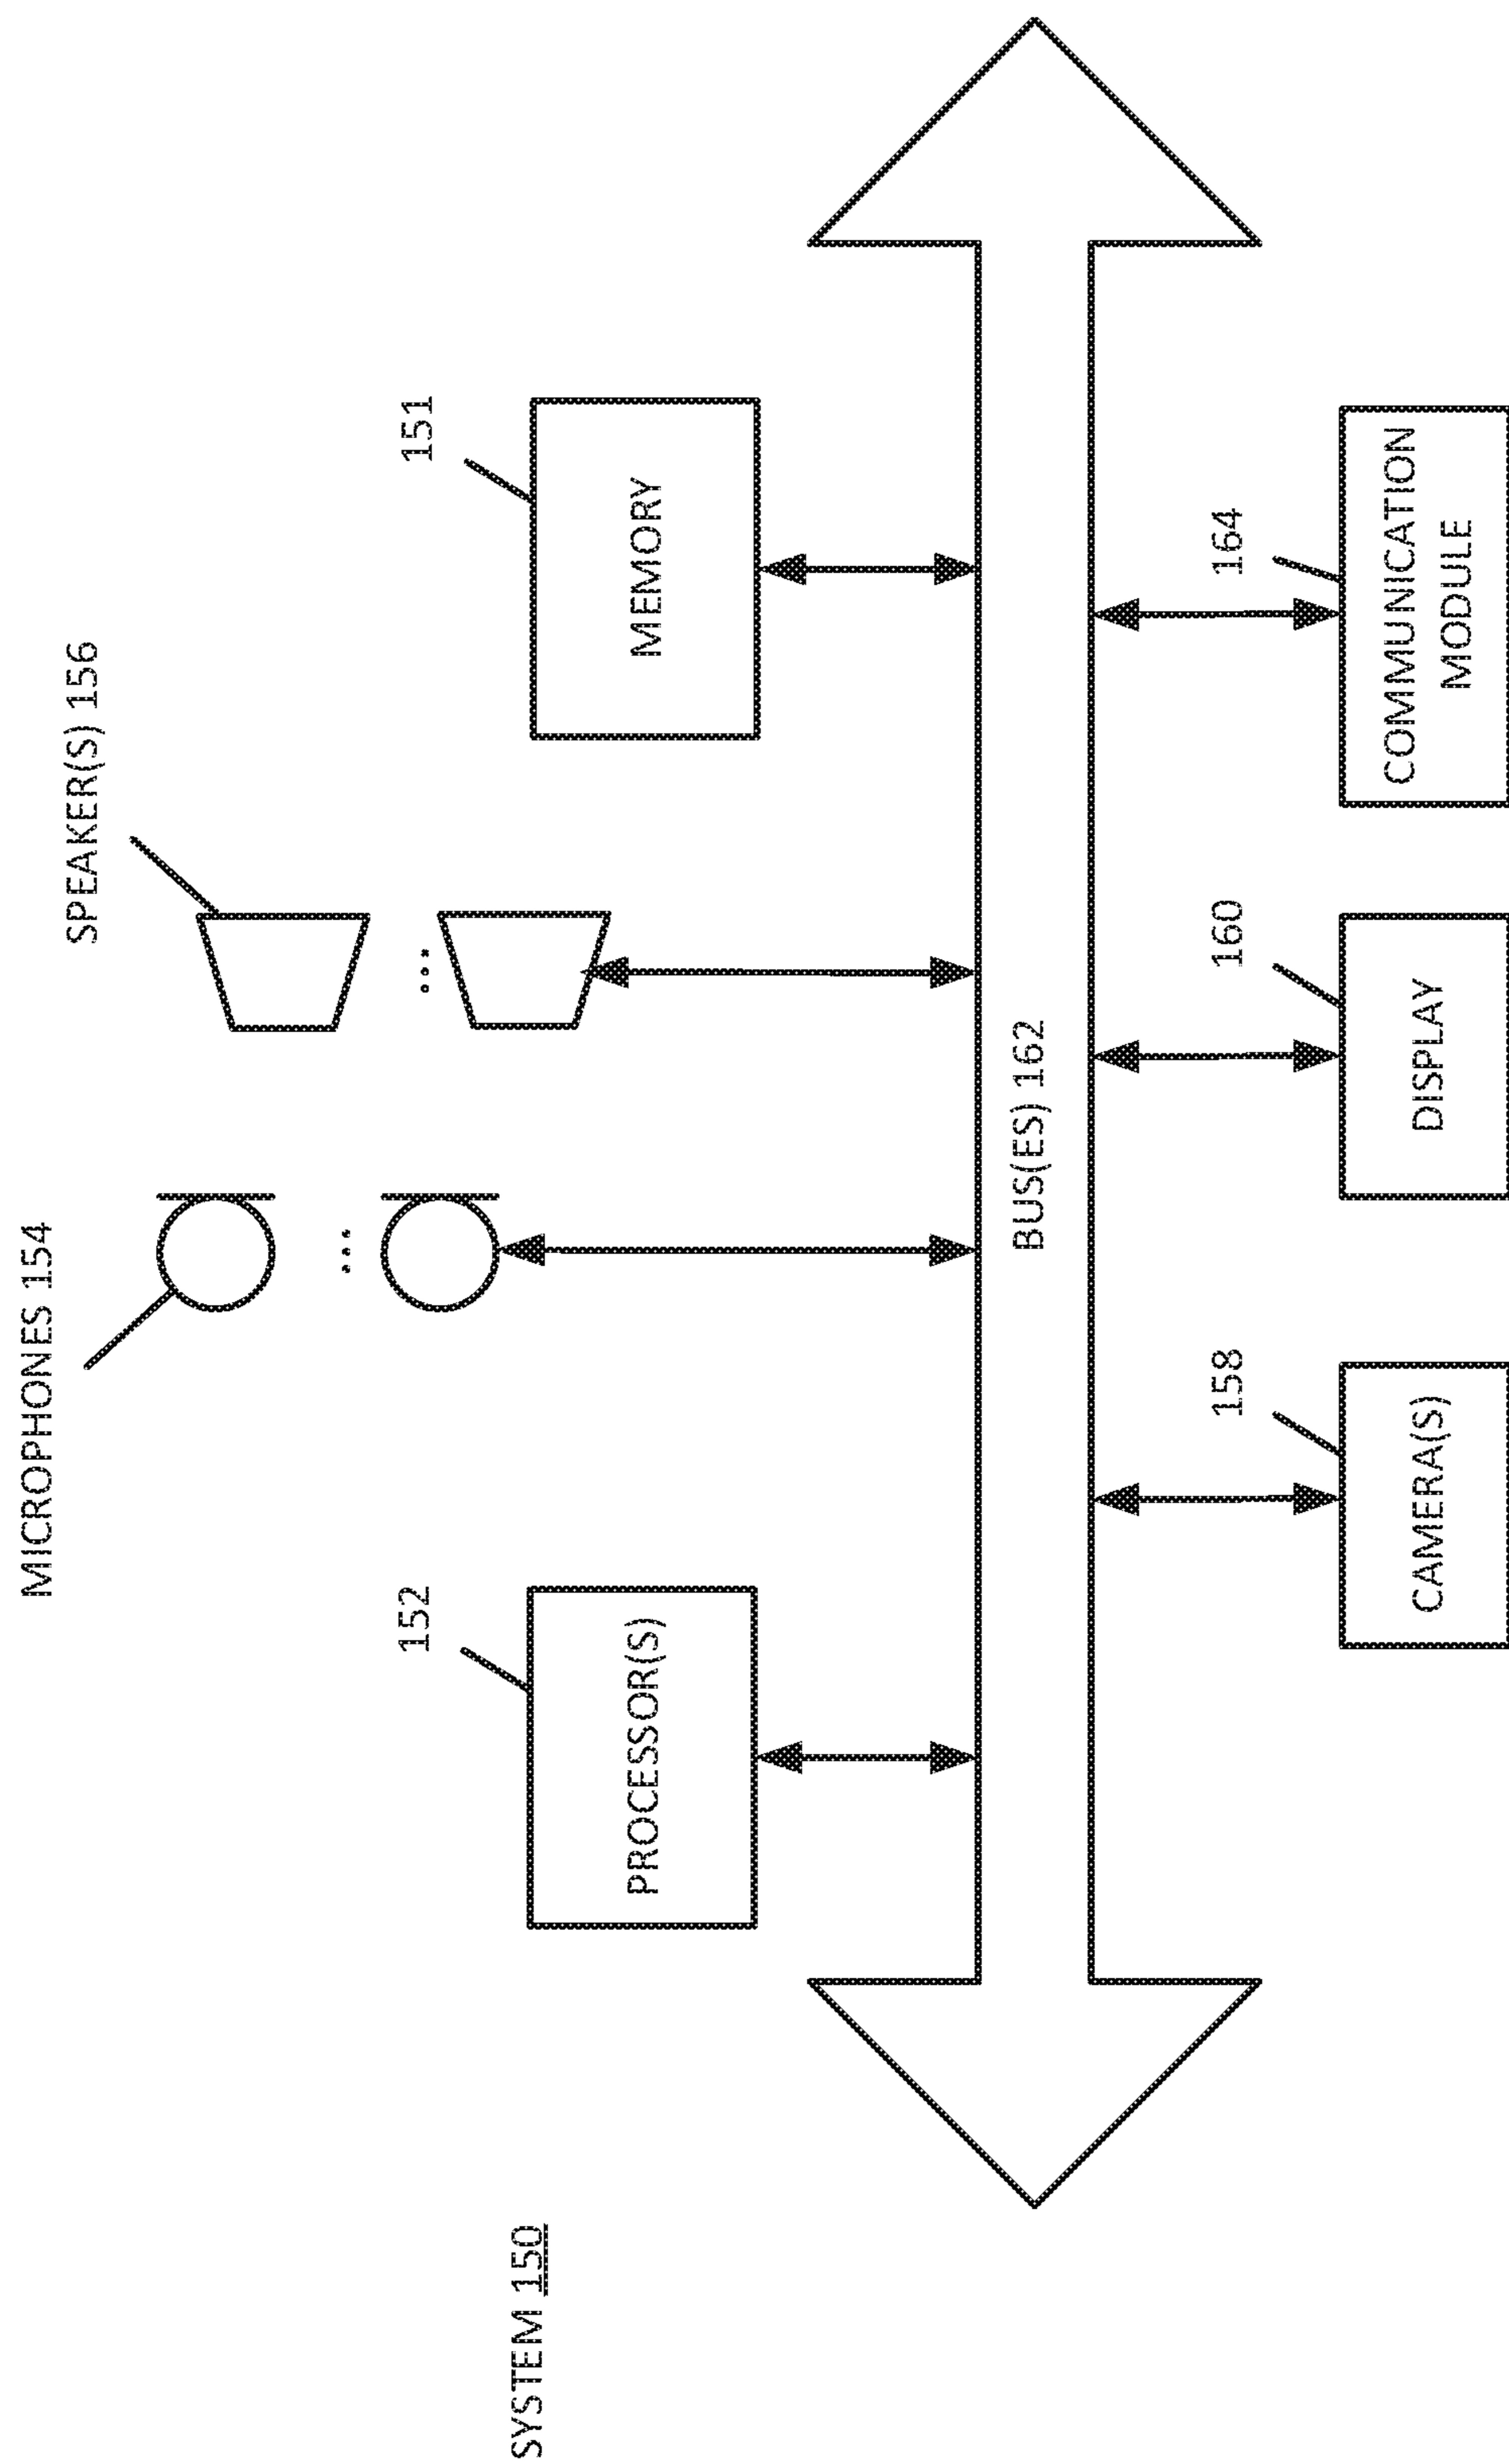 MICROPHONES 154
SPEAKER(S) 156
152
151
PROCESSOR(S)
MEMORY
SYSTEM 150
BUS(ES) 162
158
160
164
CAMERA(S)
DISPLAY
COMMUNICATION
MODULE